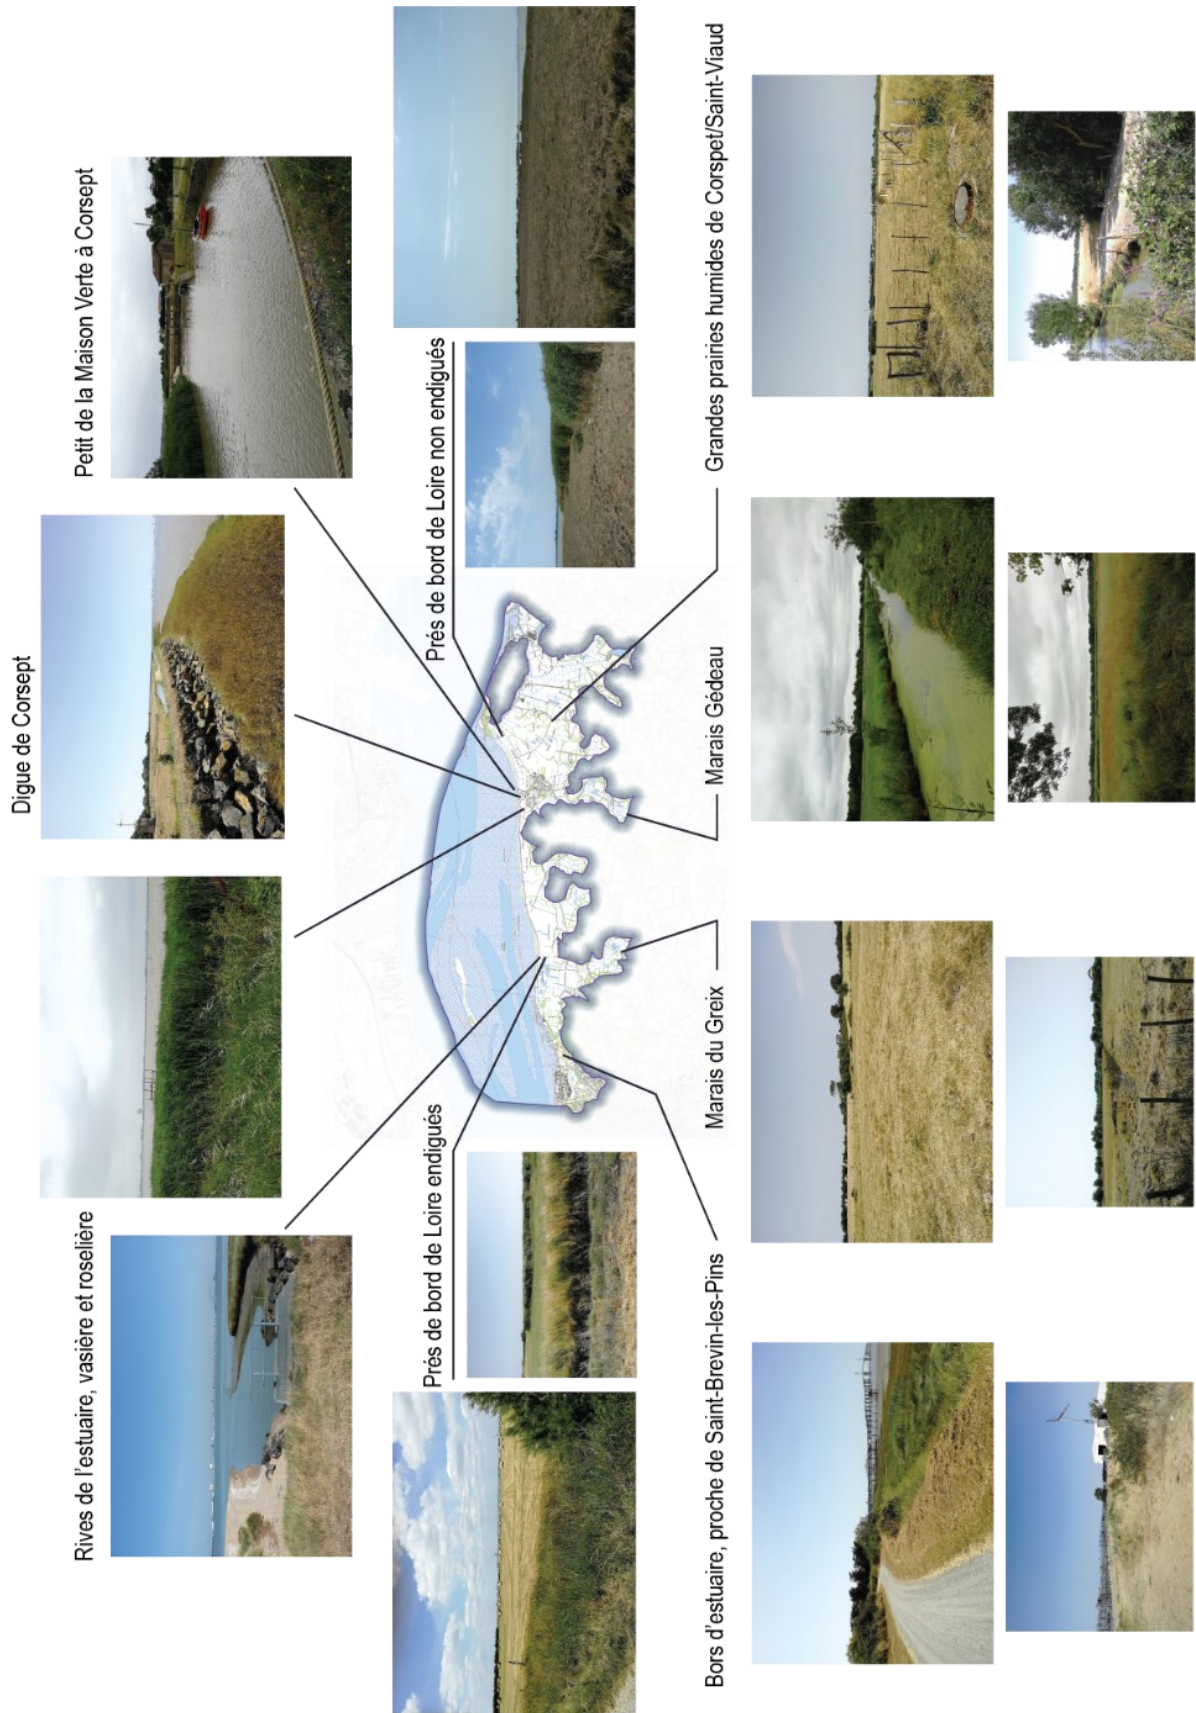 Rives de l'estuaire, vasière et roselière
Digue de Corsept
Petit de la Maison Verte à Corsept
Prés de bord de Loire endigués
Prés de bord de Loire non endigués
Bors d'estuaire, proche de Saint-Brevin-les-Pins
Marais du Greix
Marais Gédeau
Grandes prairies humides de Corspet/Saint-Viaud